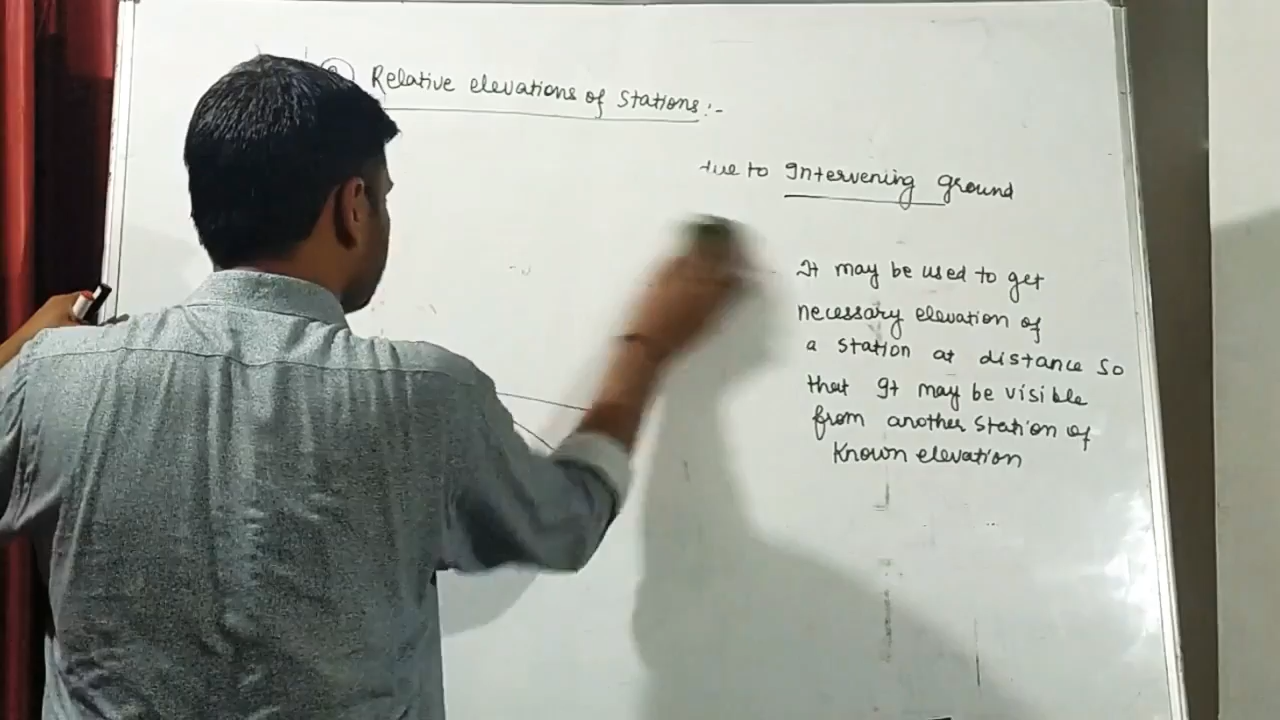 Relative elevations of stations:-
due to Intervening ground
It may be used to get
necessary elevation of
a station at distance so
that It may be visible
from another station of
Known elevation